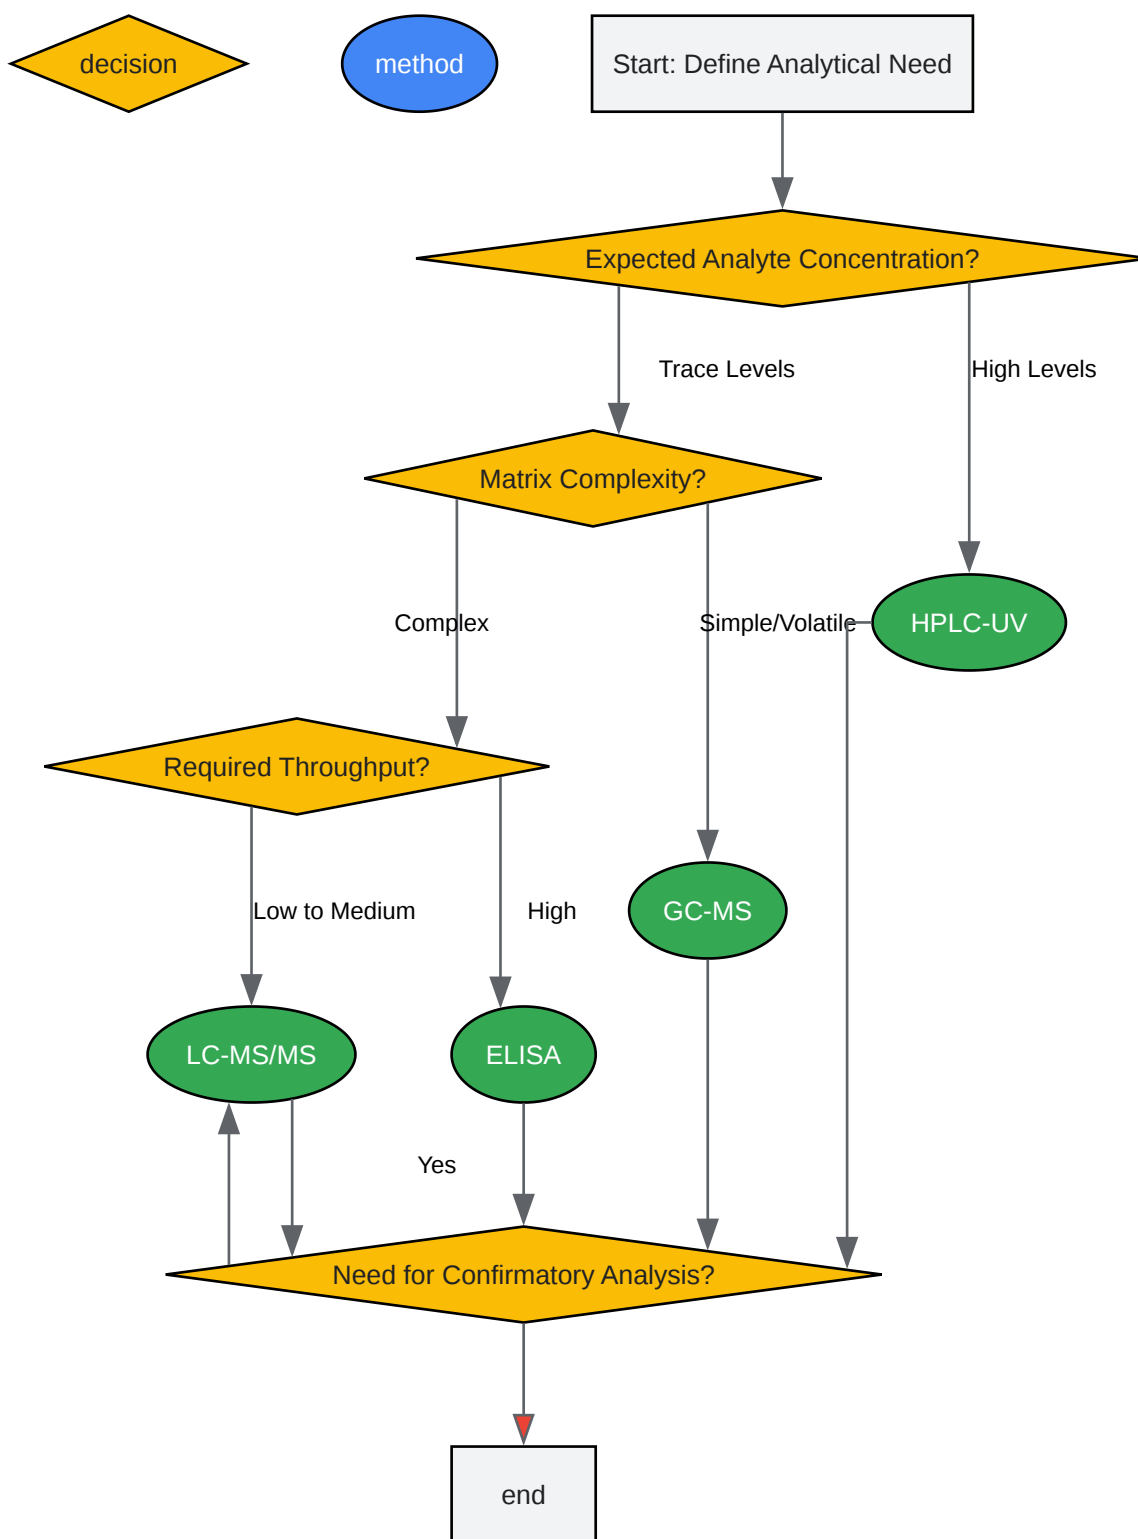 decision
method
Start: Define Analytical Need
Expected Analyte Concentration?
Trace Levels
High Levels
Matrix Complexity?
Complex
Simple/Volatile
HPLC-UV
Required Throughput?
Low to Medium
High
GC-MS
LC-MS/MS
ELISA
Yes
Need for Confirmatory Analysis?
end